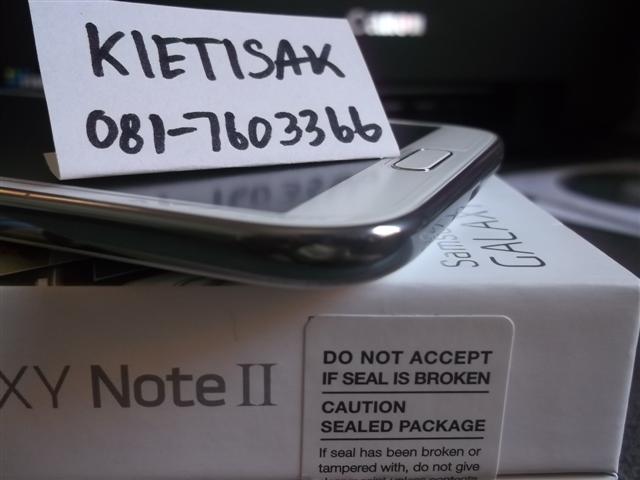 Canon
KIETISAK
081-7603366
Samsung
GALAXY
XY Note II
DO NOT ACCEPT
IF SEAL IS BROKEN
CAUTION
SEALED PACKAGE
If seal has been broken or
tampered with, do not give